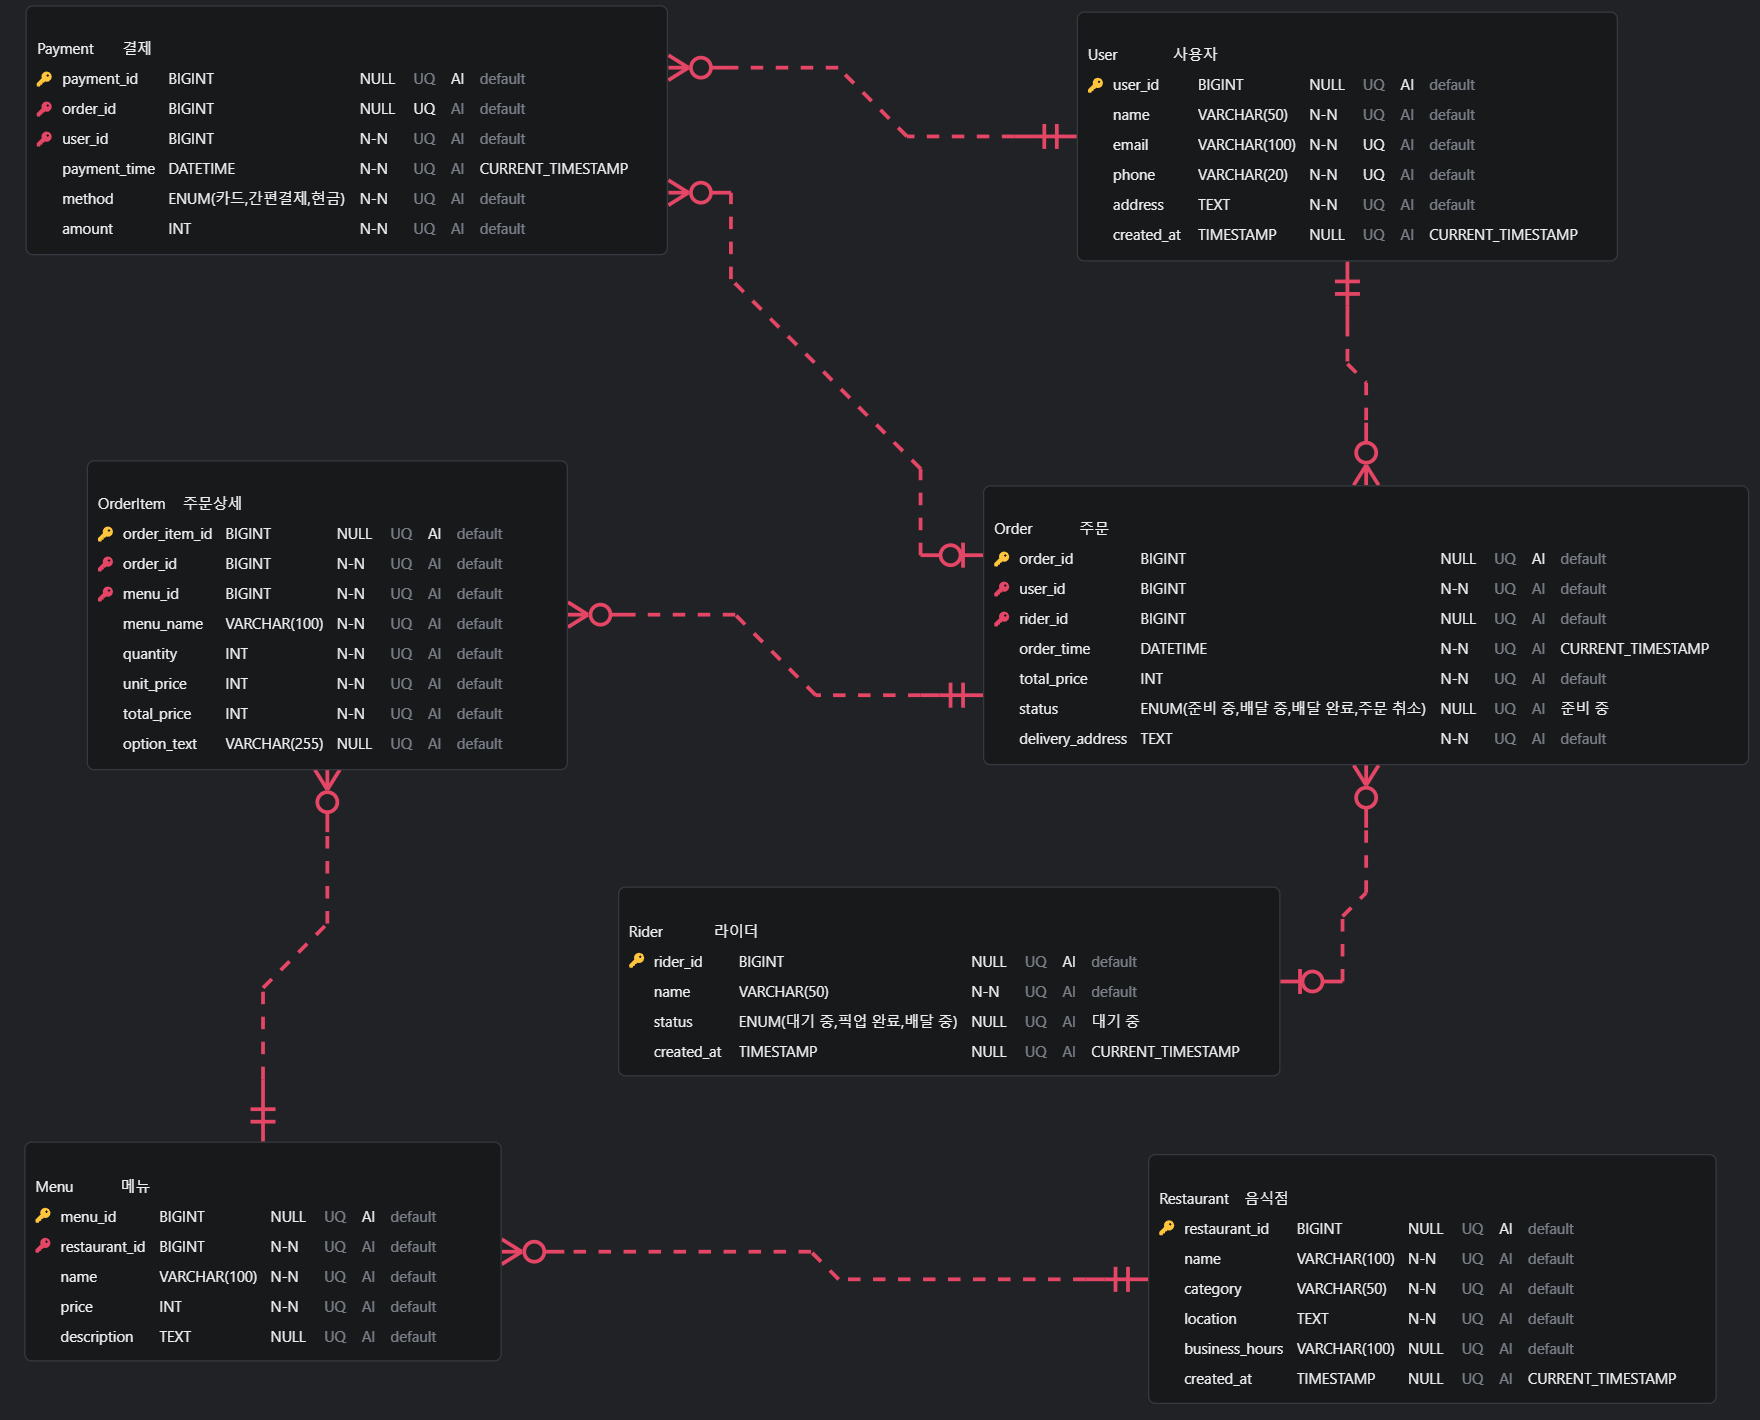 Payment 결제
payment_id BIGINT NULL UQ AI default
order_id BIGINT NULL UQ AI default
user_id BIGINT N-N UQ AI default
payment_time DATETIME N-N UQ AI CURRENT_TIMESTAMP
method ENUM(카드,간편결제,현금) N-N UQ AI default
amount INT N-N UQ AI default
User 사용자
user_id BIGINT NULL UQ AI default
name VARCHAR(50) N-N UQ AI default
email VARCHAR(100) N-N UQ AI default
phone VARCHAR(20) N-N UQ AI default
address TEXT N-N UQ AI default
created_at TIMESTAMP NULL UQ AI CURRENT_TIMESTAMP
OrderItem 주문상세
order_item_id BIGINT NULL UQ AI default
order_id BIGINT N-N UQ AI default
menu_id BIGINT N-N UQ AI default
menu_name VARCHAR(100) N-N UQ AI default
quantity INT N-N UQ AI default
unit_price INT N-N UQ AI default
total_price INT N-N UQ AI default
option_text VARCHAR(255) NULL UQ AI default
Order 주문
order_id BIGINT NULL UQ AI default
user_id BIGINT N-N UQ AI default
rider_id BIGINT NULL UQ AI default
order_time DATETIME N-N UQ AI CURRENT_TIMESTAMP
total_price INT N-N UQ AI default
status ENUM(준비 중,배달 중,배달 완료,주문 취소) NULL UQ AI 준비 중
delivery_address TEXT N-N UQ AI default
Rider 라이더
rider_id BIGINT NULL UQ AI default
name VARCHAR(50) N-N UQ AI default
status ENUM(대기 중,픽업 완료,배달 중) NULL UQ AI 대기 중
created_at TIMESTAMP NULL UQ AI CURRENT_TIMESTAMP
Menu 메뉴
menu_id BIGINT NULL UQ AI default
restaurant_id BIGINT N-N UQ AI default
name VARCHAR(100) N-N UQ AI default
price INT N-N UQ AI default
description TEXT NULL UQ AI default
Restaurant 음식점
restaurant_id BIGINT NULL UQ AI default
name VARCHAR(100) N-N UQ AI default
category VARCHAR(50) N-N UQ AI default
location TEXT N-N UQ AI default
business_hours VARCHAR(100) NULL UQ AI default
created_at TIMESTAMP NULL UQ AI CURRENT_TIMESTAMP